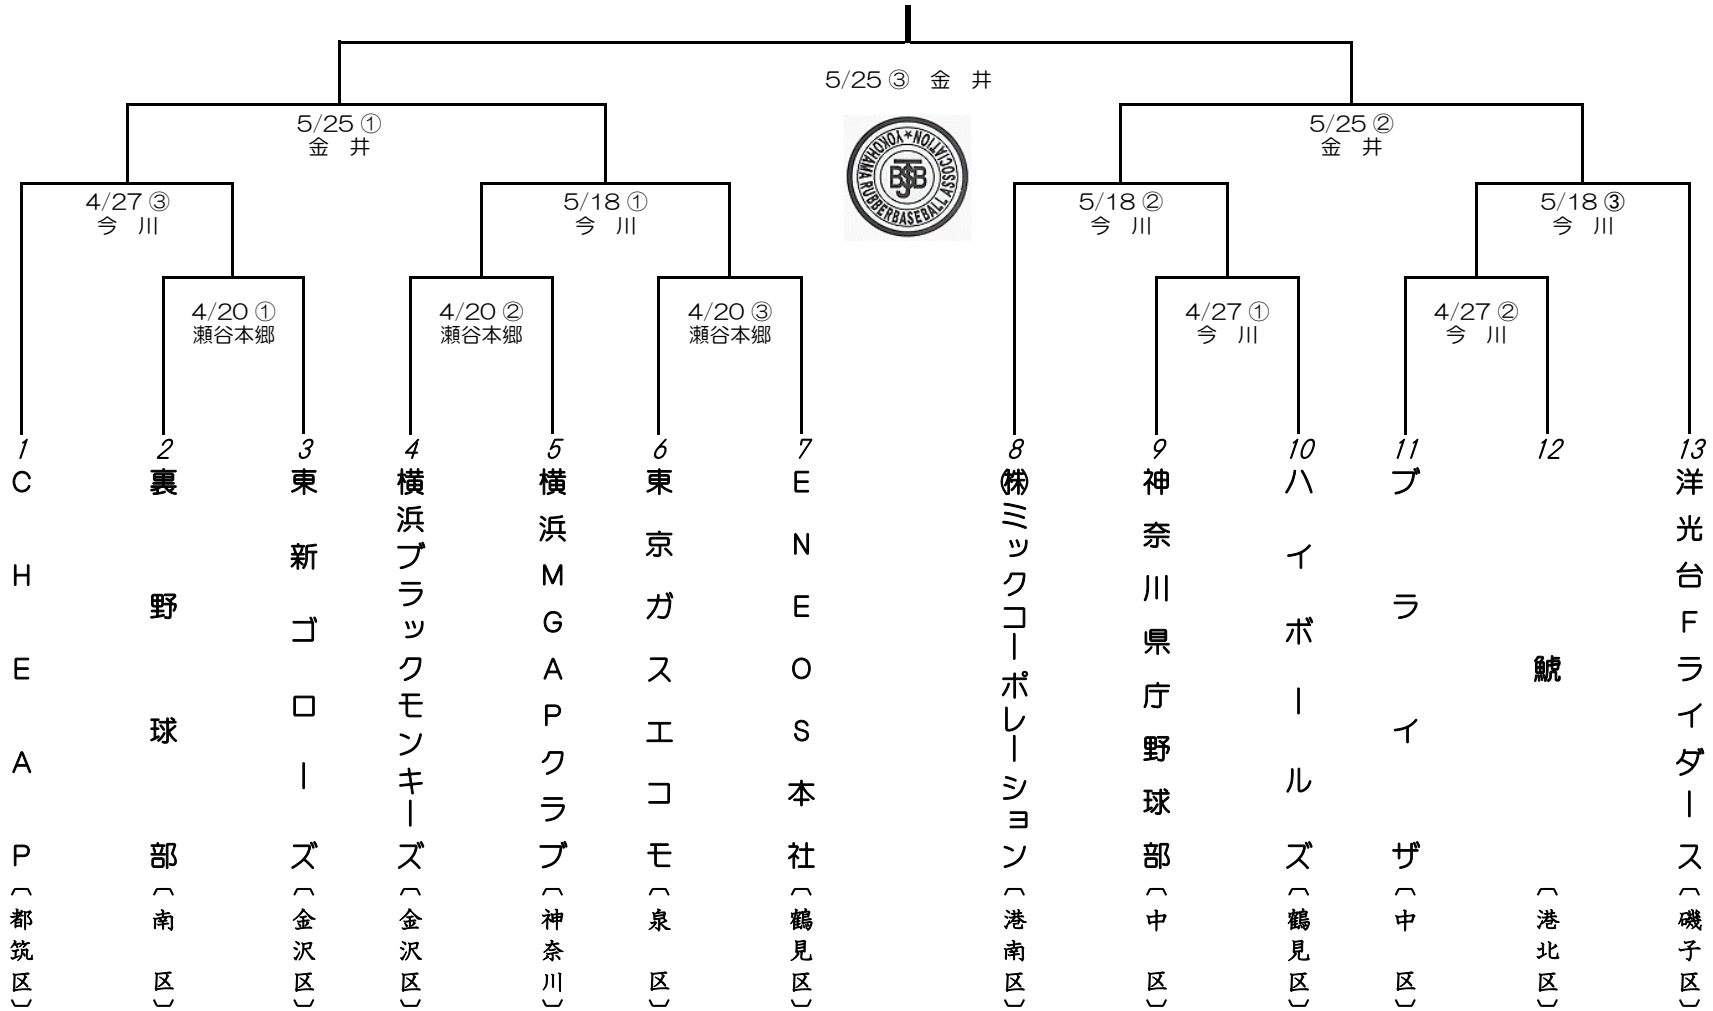 5/25 ③ 金 井
5/25 ①
金 井
5/25 ②
金 井
YOKOHAMA RUBBERBASEBALL ASSOCIATION
JSBB
4/27 ③
今 川
5/18 ①
今 川
5/18 ②
今 川
5/18 ③
今 川
4/20 ①
瀬谷本郷
4/20 ②
瀬谷本郷
4/20 ③
瀬谷本郷
4/27 ①
今 川
4/27 ②
今 川
1
CHEAP
〔都筑区〕
2
裏野球部
〔南 区〕
3
東新ゴローズ
〔金沢区〕
4
横浜ブラックモンキーズ
〔金沢区〕
5
横浜MGAPクラブ
〔神奈川〕
6
東京ガスエコモ
〔泉 区〕
7
ENEOS本社
〔鶴見区〕
8
㈱ミックコーポレーション
〔港南区〕
9
神奈川県庁野球部
〔中 区〕
10
ハイボールズ
〔鶴見区〕
11
ブライザ
〔中 区〕
12
鯱
〔港北区〕
13
洋光台Fライダース
〔磯子区〕